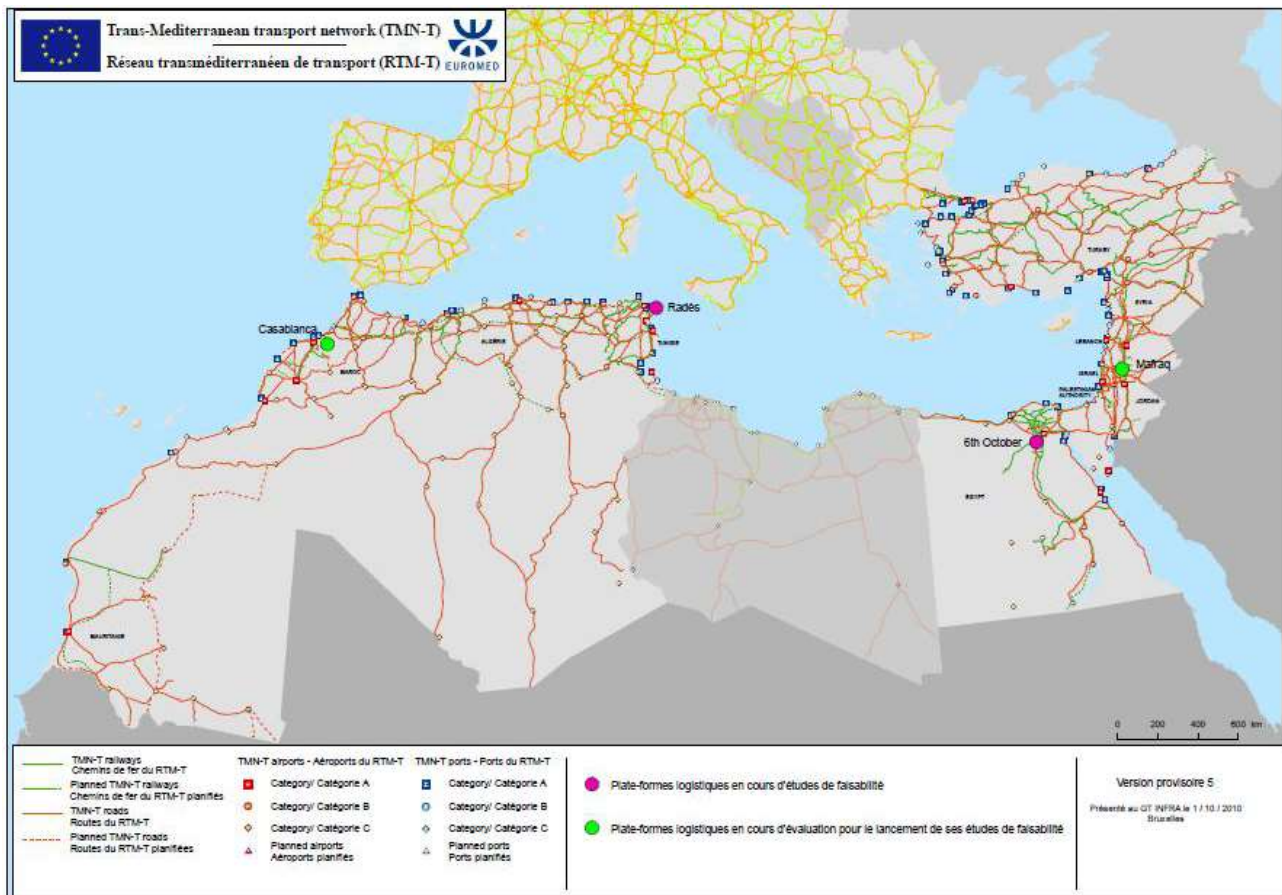 Trans-Mediterranean transport network (TMN-T)
Réseau transméditerranéen de transport (RTM-T)
EUROMED
Casablanca
Radès
Mafraq
6th October
TURKEY
SYRIA
LEBANON
ISRAEL
PALESTINIAN
AUTHORITY
JORDAN
EGYPT
TUNISIE
ALGÉRIE
MAROC
MAURITANIE
0 200 400 600 km
TMN-T railways
Chemins de fer du RTM-T
Planned TMN-T railways
Chemins de fer du RTM-T planifiés
TMN-T roads
Routes du RTM-T
Planned TMN-T roads
Routes du RTM-T planifiées
TMN-T airports - Aéroports du RTM-T
Category/ Catégorie A
Category/ Catégorie B
Category/ Catégorie C
Planned airports
Aéroports planifiés
TMN-T ports - Ports du RTM-T
Category/ Catégorie A
Category/ Catégorie B
Category/ Catégorie C
Planned ports
Ports planifiés
Plate-formes logistiques en cours d'études de faisabilité
Plate-formes logistiques en cours d'évaluation pour le lancement de ses études de faisabilité
Version provisoire 5
Présenté au GT INFRA le 1 / 10 / 2010
Bruxelles